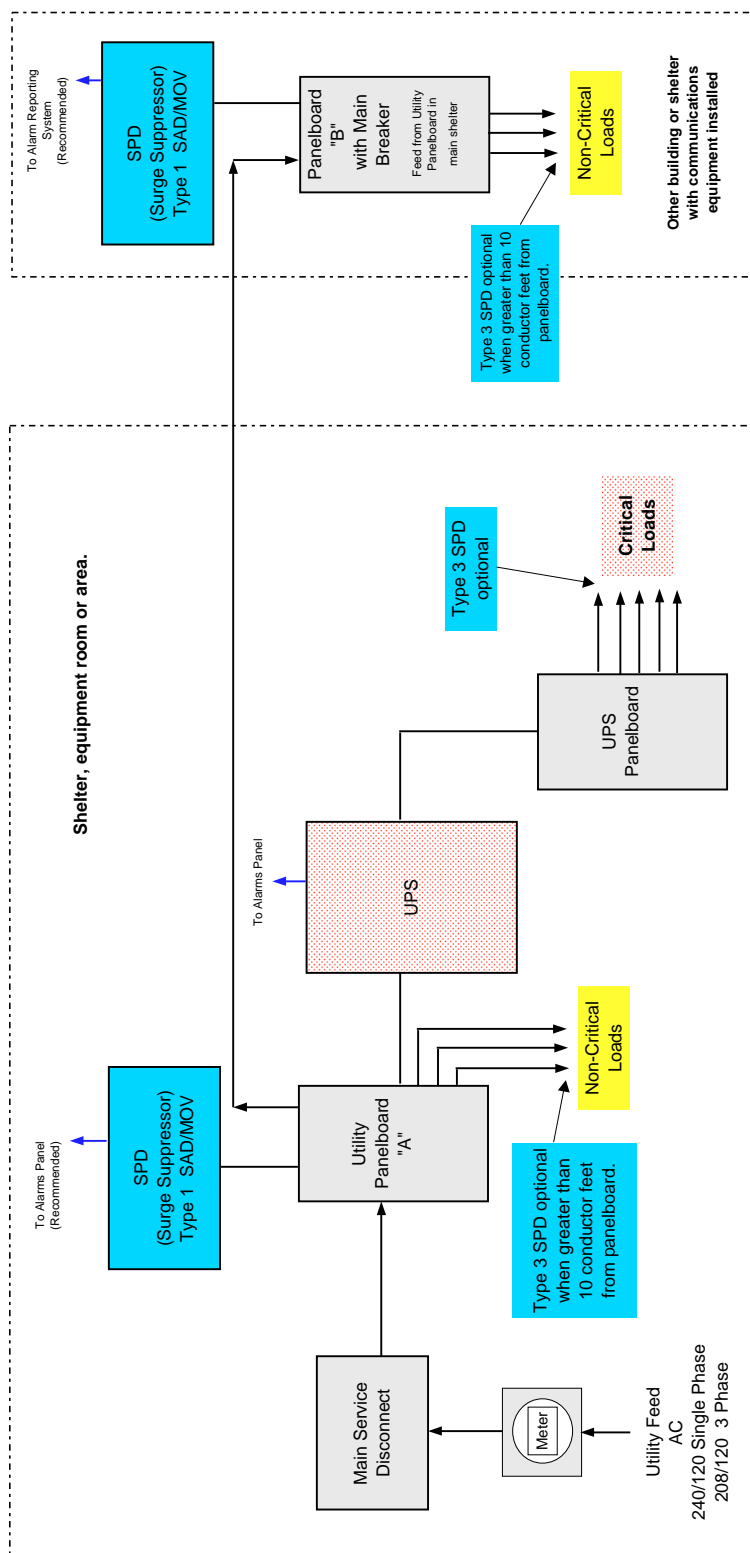 Shelter, equipment room or area.
To Alarms Panel
(Recommended)
SPD
(Surge Suppressor)
Type 1 SAD/MOV
Main Service
Disconnect
Meter
Utility Feed
AC
240/120 Single Phase
208/120 3 Phase
Utility
Panelboard
"A"
Type 3 SPD optional
when greater than
10 conductor feet
from panelboard.
Non-Critical
Loads
To Alarms Panel
UPS
UPS
Panelboard
Type 3 SPD
optional
Critical
Loads
To Alarm Reporting
System
(Recommended)
SPD
(Surge Suppressor)
Type 1 SAD/MOV
Panelboard
"B"
with Main
Breaker
Feed from Utility
Panelboard in
main shelter
Type 3 SPD optional
when greater than 10
conductor feet from
panelboard.
Non-Critical
Loads
Other building or shelter
with communications
equipment installed